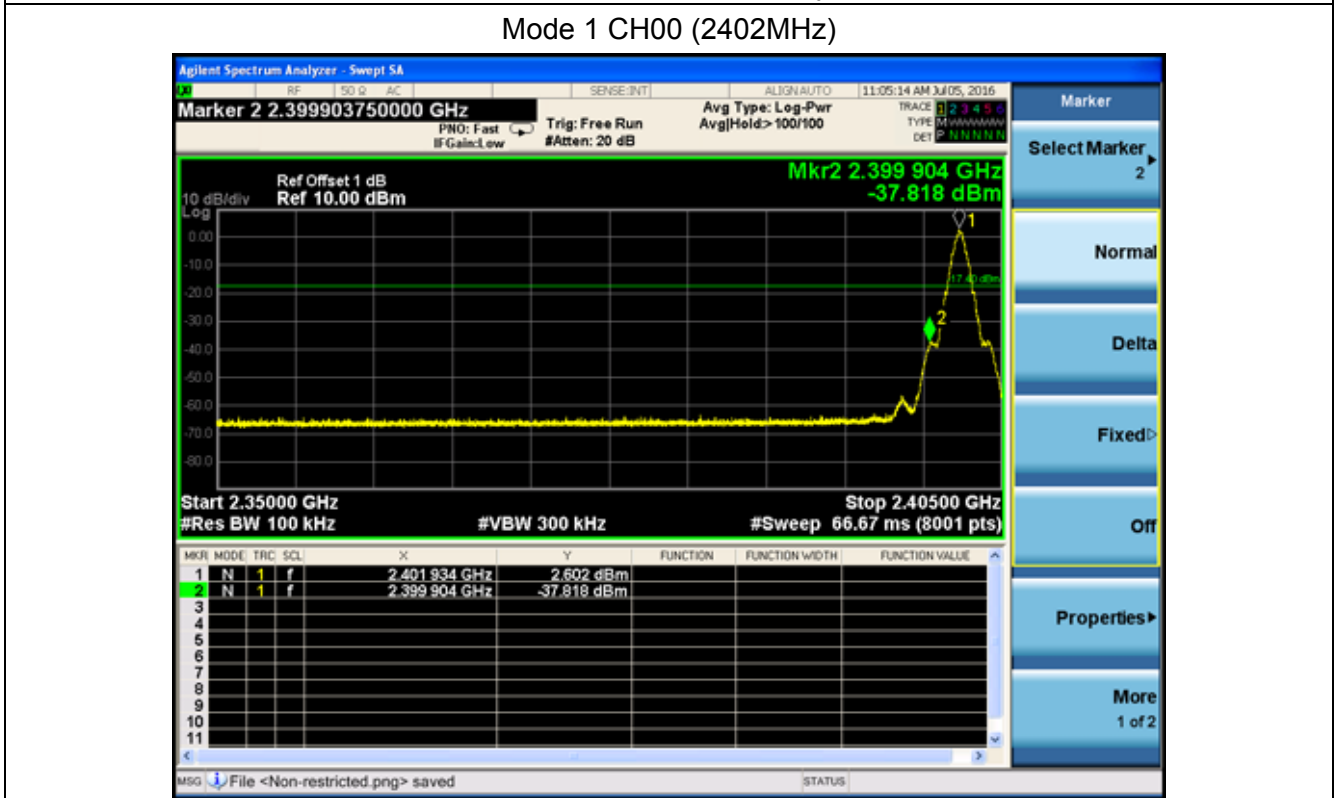 Mode 1 CH00 (2402MHz)
Agilent Spectrum Analyzer - Swept SA
RF 50 Ω AC SENSE:INT ALIGNAUTO 11:05:14 AM Jul 05, 2016
Marker 2 2.399903750000 GHz
PNO: Fast
IFGain:Low
Trig: Free Run
#Atten: 20 dB
Avg Type: Log-Pwr
Avg|Hold:>100/100
TRACE 1 2 3 4 5 6
TYPE M
DET P N N N N N
Mkr2 2.399 904 GHz
-37.818 dBm
Ref Offset 1 dB
10 dB/div Ref 10.00 dBm
Log
0.00
-10.0
-20.0
-30.0
-40.0
-50.0
-60.0
-70.0
-80.0
1
-17.40 dBm
2
Start 2.35000 GHz Stop 2.40500 GHz
#Res BW 100 kHz #VBW 300 kHz #Sweep 66.67 ms (8001 pts)
MKR MODE TRC SCL X Y FUNCTION FUNCTION WIDTH FUNCTION VALUE
1 N 1 f 2.401 934 GHz 2.602 dBm
2 N 1 f 2.399 904 GHz -37.818 dBm
3
4
5
6
7
8
9
10
11
MSG File <Non-restricted.png> saved STATUS
Marker
Select Marker
2
Normal
Delta
Fixed
Off
Properties
More
1 of 2